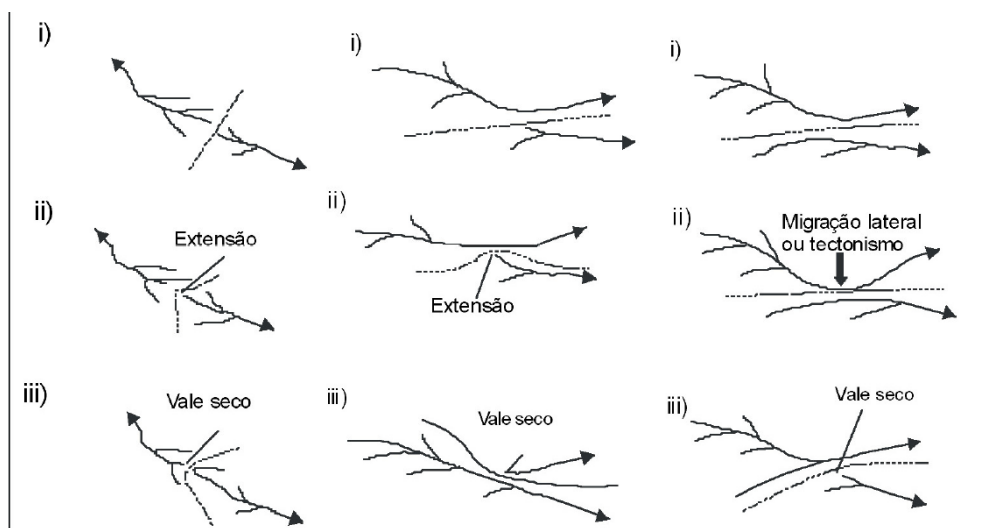 i)
i)
i)
ii)
Extensão
ii)
Extensão
ii)
Migração lateral
ou tectonismo
iii)
Vale seco
iii)
Vale seco
iii)
Vale seco